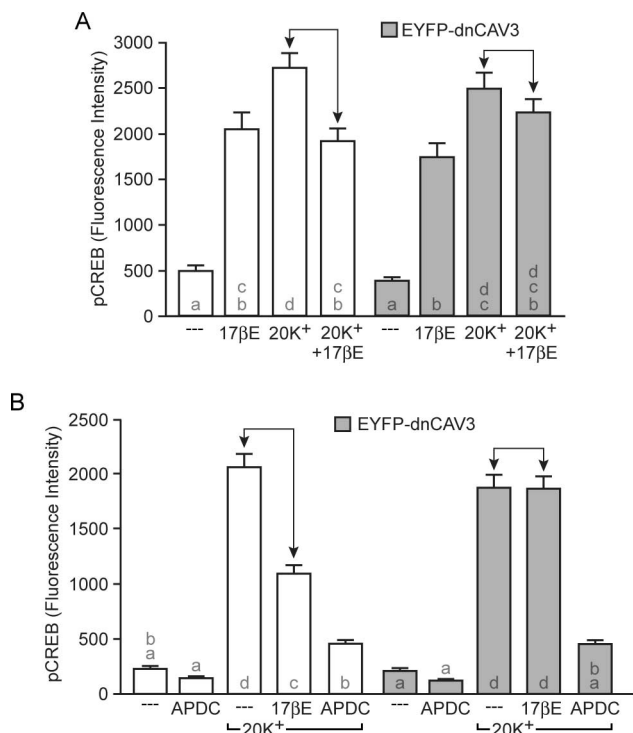 A
EYFP-dnCAV3
pCREB (Fluorescence Intensity)
3000
2500
2000
1500
1000
500
0
a
c
b
d
c
b
a
b
d
c
d
c
b
--- 17βE 20K+ 20K+ --- 17βE 20K+ 20K+
+17βE +17βE
B
EYFP-dnCAV3
pCREB (Fluorescence Intensity)
2500
2000
1500
1000
500
0
b
a
a
d
c
b
a
a
d
d
b
a
--- APDC --- 17βE APDC --- APDC --- 17βE APDC
20K+ 20K+